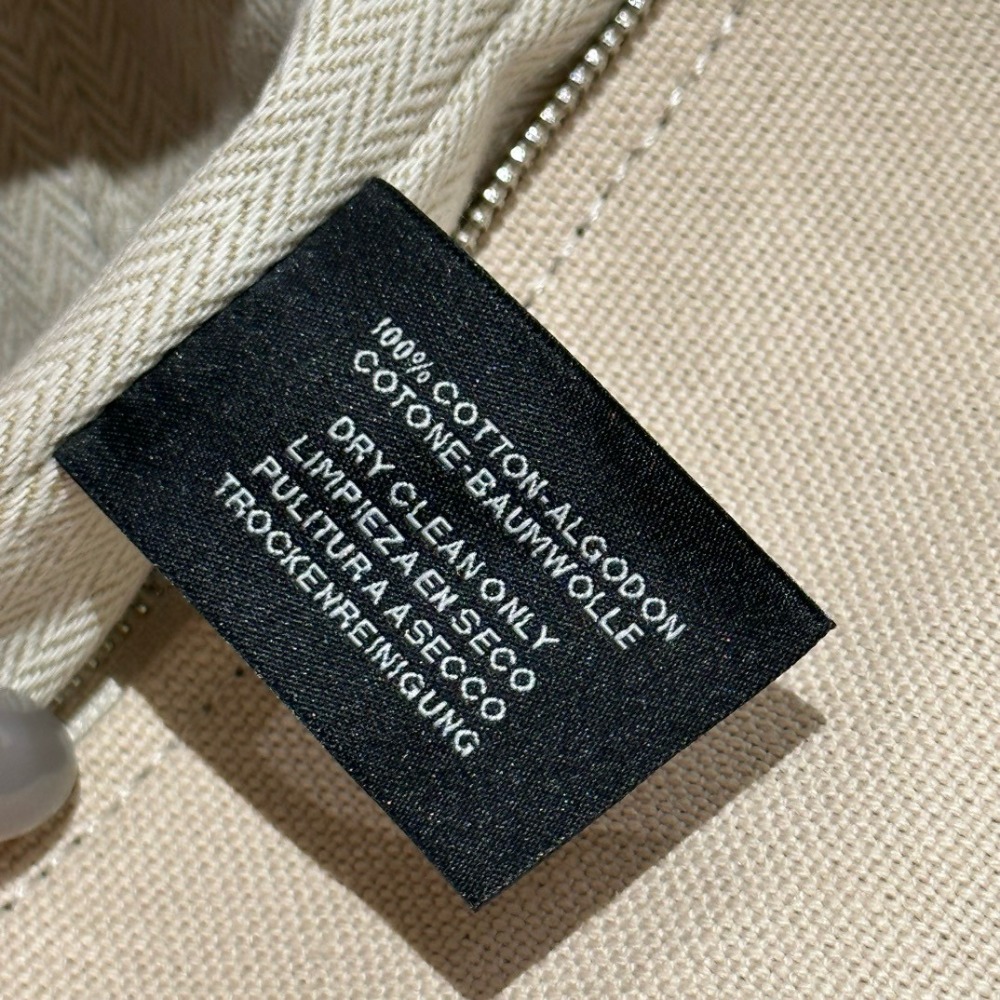 100% COTTON-ALGODON
COTONE-BAUMWOLLE
DRY CLEAN ONLY
LIMPIEZA EN SECO
PULITURA A SECCO
TROCKENREINIGUNG